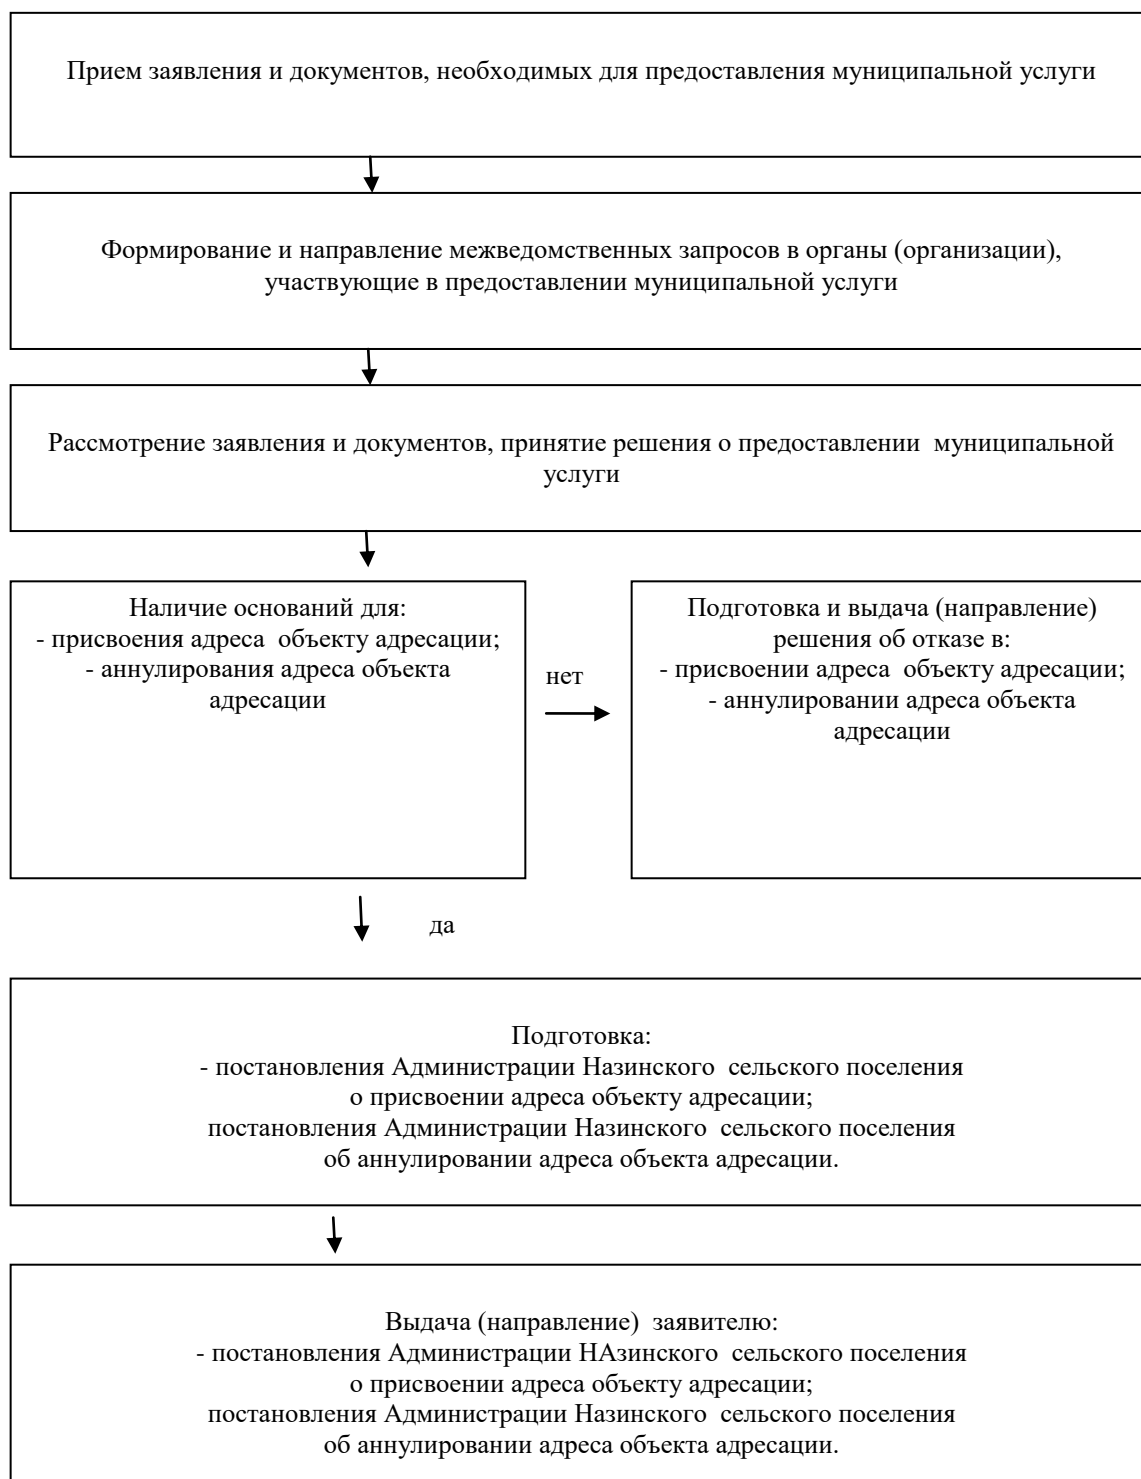 Прием заявления и документов, необходимых для предоставления муниципальной услуги
Формирование и направление межведомственных запросов в органы (организации),
участвующие в предоставлении муниципальной услуги
Рассмотрение заявления и документов, принятие решения о предоставлении  муниципальной
услуги
Наличие оснований для:
- присвоения адреса  объекту адресации;
- аннулирования адреса объекта
адресации
нет
Подготовка и выдача (направление)
решения об отказе в:
- присвоении адреса  объекту адресации;
- аннулировании адреса объекта
адресации
да
Подготовка:
- постановления Администрации Назинского  сельского поселения
о присвоении адреса объекту адресации;
постановления Администрации Назинского  сельского поселения
об аннулировании адреса объекта адресации.
Выдача (направление)  заявителю:
- постановления Администрации НАзинского  сельского поселения
о присвоении адреса объекту адресации;
постановления Администрации Назинского  сельского поселения
об аннулировании адреса объекта адресации.